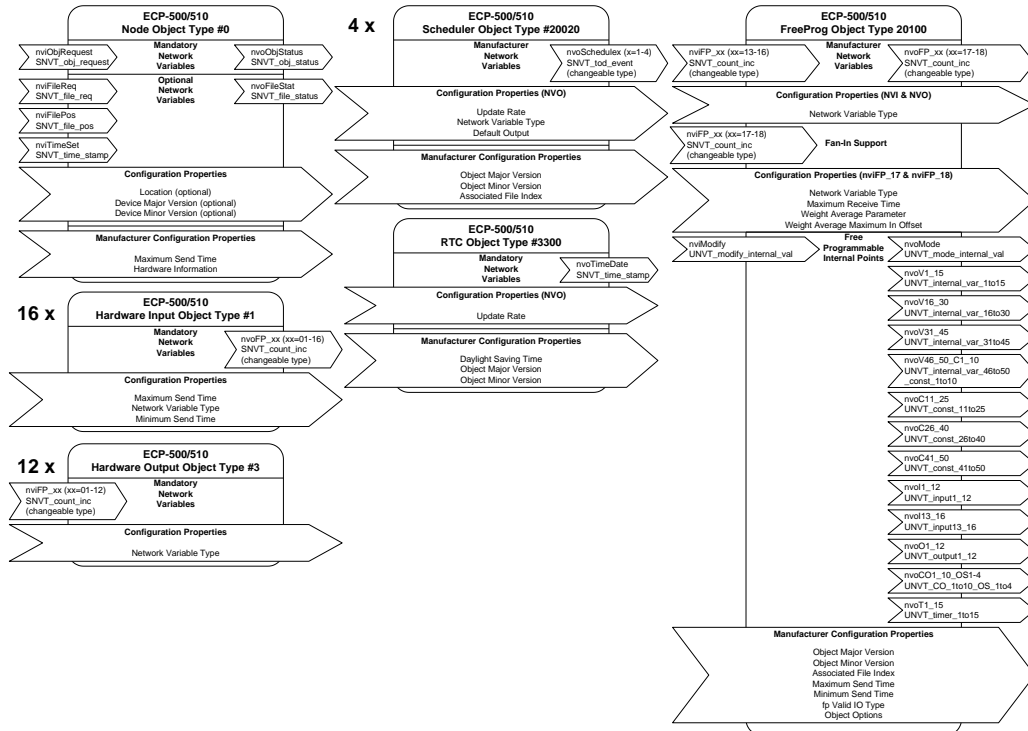 ECP-500/510
Node Object Type #0
nviObjRequest
SNVT_obj_request
Mandatory
Network
Variables
nvoObjStatus
SNVT_obj_status
nviFileReq
SNVT_file_req
Optional
Network
Variables
nvoFileStat
SNVT_file_status
nviFilePos
SNVT_file_pos
nviTimeSet
SNVT_time_stamp
Configuration Properties
Location (optional)
Device Major Version (optional)
Device Minor Version (optional)
Manufacturer Configuration Properties
Maximum Send Time
Hardware Information
16 x
ECP-500/510
Hardware Input Object Type #1
Mandatory
Network
Variables
nvoFP_xx (xx=01-16)
SNVT_count_inc
(changeable type)
Configuration Properties
Maximum Send Time
Network Variable Type
Minimum Send Time
12 x
ECP-500/510
Hardware Output Object Type #3
nviFP_xx (xx=01-12)
SNVT_count_inc
(changeable type)
Mandatory
Network
Variables
Configuration Properties
Network Variable Type
4 x
ECP-500/510
Scheduler Object Type #20020
Manufacturer
Network
Variables
nvoSchedulex (x=1-4)
SNVT_tod_event
(changeable type)
Configuration Properties (NVO)
Update Rate
Network Variable Type
Default Output
Manufacturer Configuration Properties
Object Major Version
Object Minor Version
Associated File Index
ECP-500/510
RTC Object Type #3300
Mandatory
Network
Variables
nvoTimeDate
SNVT_time_stamp
Configuration Properties (NVO)
Update Rate
Manufacturer Configuration Properties
Daylight Saving Time
Object Major Version
Object Minor Version
ECP-500/510
FreeProg Object Type 20100
nviFP_xx (xx=13-16)
SNVT_count_inc
(changeable type)
Manufacturer
Network
Variables
nvoFP_xx (xx=17-18)
SNVT_count_inc
(changeable type)
Configuration Properties (NVI & NVO)
Network Variable Type
nviFP_xx (xx=17-18)
SNVT_count_inc
(changeable type)
Fan-In Support
Configuration Properties (nviFP_17 & nviFP_18)
Network Variable Type
Maximum Receive Time
Weight Average Parameter
Weight Average Maximum In Offset
nviModify
UNVT_modify_internal_val
Free
Programmable
Internal Points
nvoMode
UNVT_mode_internal_val
nvoV1_15
UNVT_internal_var_1to15
nvoV16_30
UNVT_internal_var_16to30
nvoV31_45
UNVT_internal_var_31to45
nvoV46_50_C1_10
UNVT_internal_var_46to50
_const_1to10
nvoC11_25
UNVT_const_11to25
nvoC26_40
UNVT_const_26to40
nvoC41_50
UNVT_const_41to50
nvoI1_12
UNVT_input1_12
nvoI13_16
UNVT_input13_16
nvoO1_12
UNVT_output1_12
nvoCO1_10_OS1-4
UNVT_CO_1to10_OS_1to4
nvoT1_15
UNVT_timer_1to15
Manufacturer Configuration Properties
Object Major Version
Object Minor Version
Associated File Index
Maximum Send Time
Minimum Send Time
fp Valid IO Type
Object Options